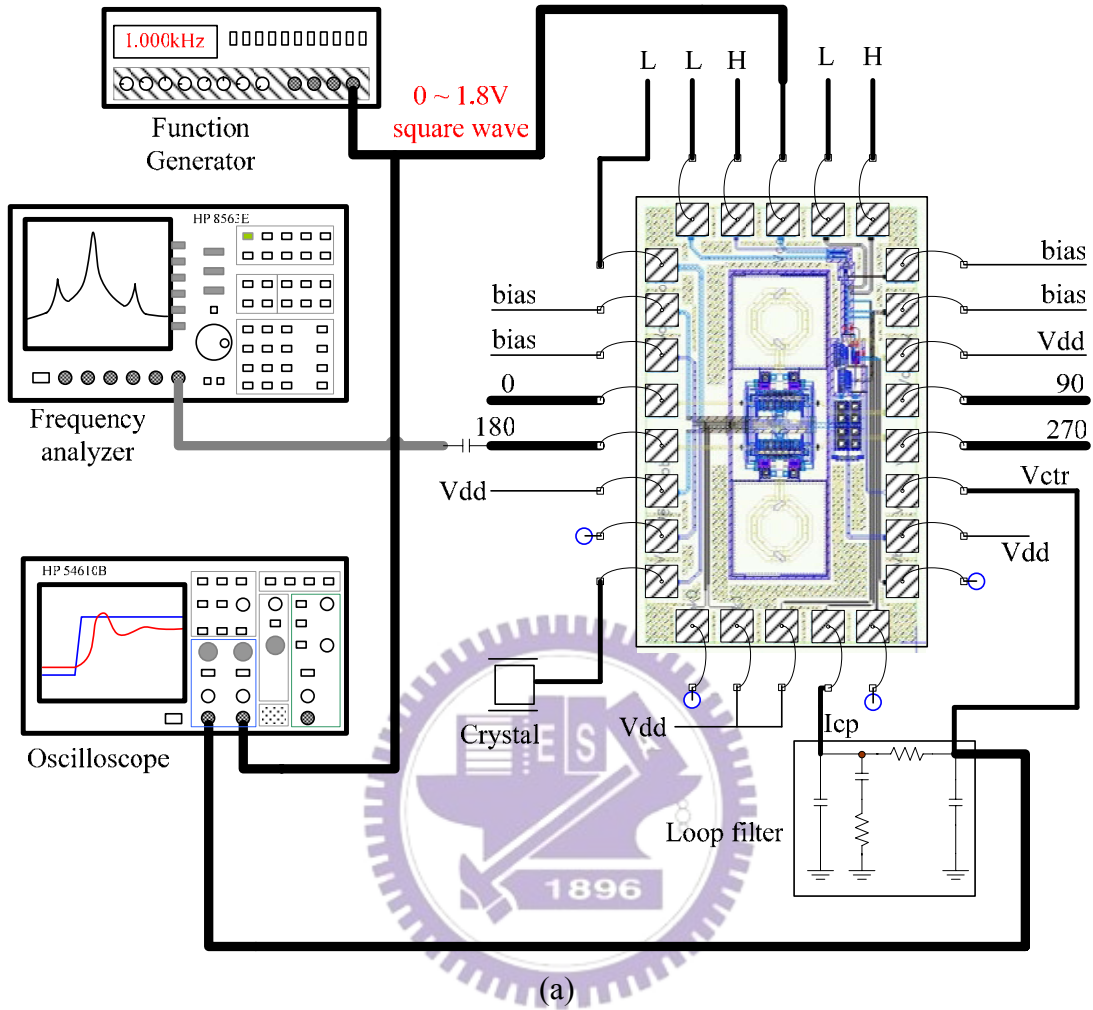 1.000kHz
0 ~ 1.8V
square wave
Function
Generator
L
L
H
L
H
HP 8563E
Frequency
analyzer
bias
bias
0
180
Vdd
bias
bias
Vdd
90
270
Vctr
Vdd
HP 54610B
Oscilloscope
Crystal
Vdd
Icp
Loop filter
E S
1896
(a)